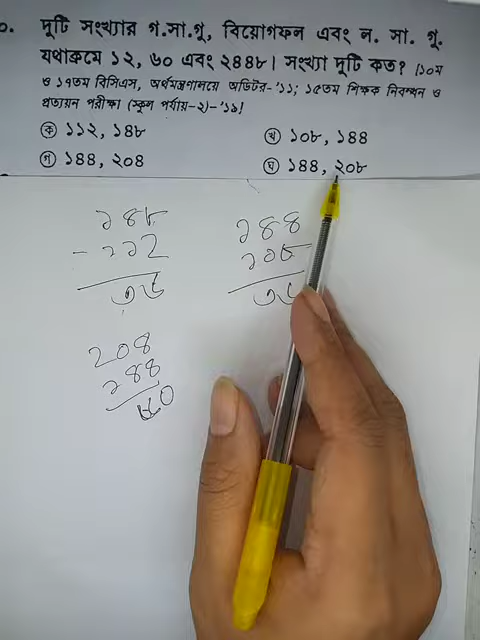 ০. দুটি সংখ্যার গ.সা.গু, বিয়োগফল এবং ল. সা. গু.
যথাক্রমে ১২, ৬০ এবং ২৪৪৮। সংখ্যা দুটি কত? [১০ম
ও ১৭তম বিসিএস, অর্থমন্ত্রণালয়ে অডিটর-'১১; ১৫তম শিক্ষক নিবন্ধন ও
প্রত্যয়ন পরীক্ষা (স্কুল পর্যায়-২)-'১৯]
ক ১১২, ১৪৮
খ ১০৮, ১৪৪
গ ১৪৪, ২০৪
ঘ ১৪৪, ২০৮
১৪৮
- ১১২
৩৬
১৪৪
১০৮
৩৬
২০৪
১৪৪
৬০